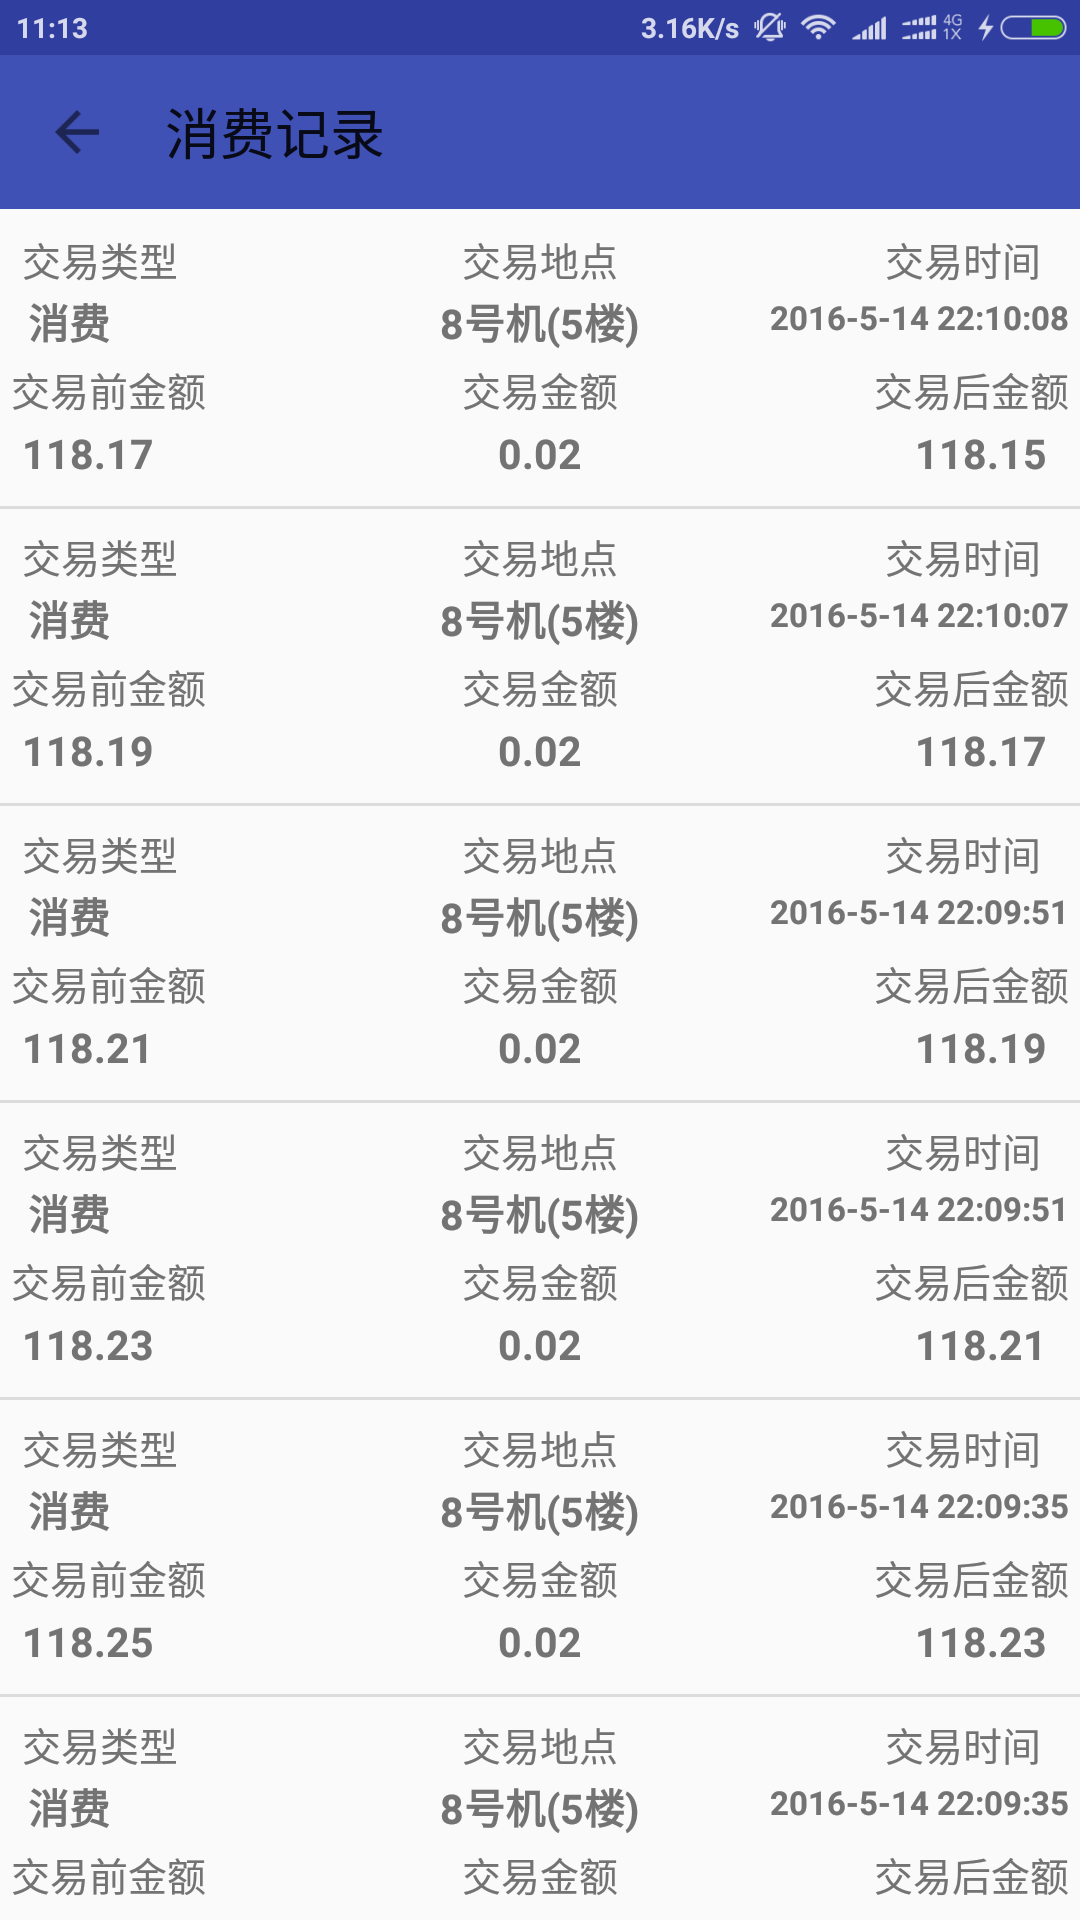 11:13 3.16K/s 4G 1X
消费记录
交易类型 交易地点 交易时间
消费 8号机(5楼) 2016-5-14 22:10:08
交易前金额 交易金额 交易后金额
118.17 0.02 118.15
交易类型 交易地点 交易时间
消费 8号机(5楼) 2016-5-14 22:10:07
交易前金额 交易金额 交易后金额
118.19 0.02 118.17
交易类型 交易地点 交易时间
消费 8号机(5楼) 2016-5-14 22:09:51
交易前金额 交易金额 交易后金额
118.21 0.02 118.19
交易类型 交易地点 交易时间
消费 8号机(5楼) 2016-5-14 22:09:51
交易前金额 交易金额 交易后金额
118.23 0.02 118.21
交易类型 交易地点 交易时间
消费 8号机(5楼) 2016-5-14 22:09:35
交易前金额 交易金额 交易后金额
118.25 0.02 118.23
交易类型 交易地点 交易时间
消费 8号机(5楼) 2016-5-14 22:09:35
交易前金额 交易金额 交易后金额